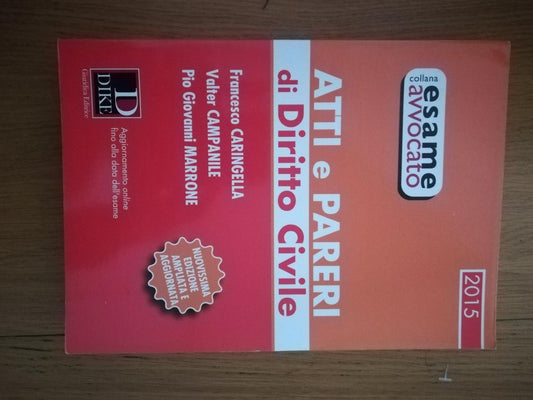 collana
esame
avvocato
2015
ATTI e PARERI
di Diritto Civile
Francesco CARINGELLA
Valter CAMPANILE
Pio Giovanni MARRONE
NUOVISSIMA
EDIZIONE
AMPLIATA E
AGGIORNATA
D
DIKE
Giuridica Editrice
Aggiornamento online
fino alla data dell'esame